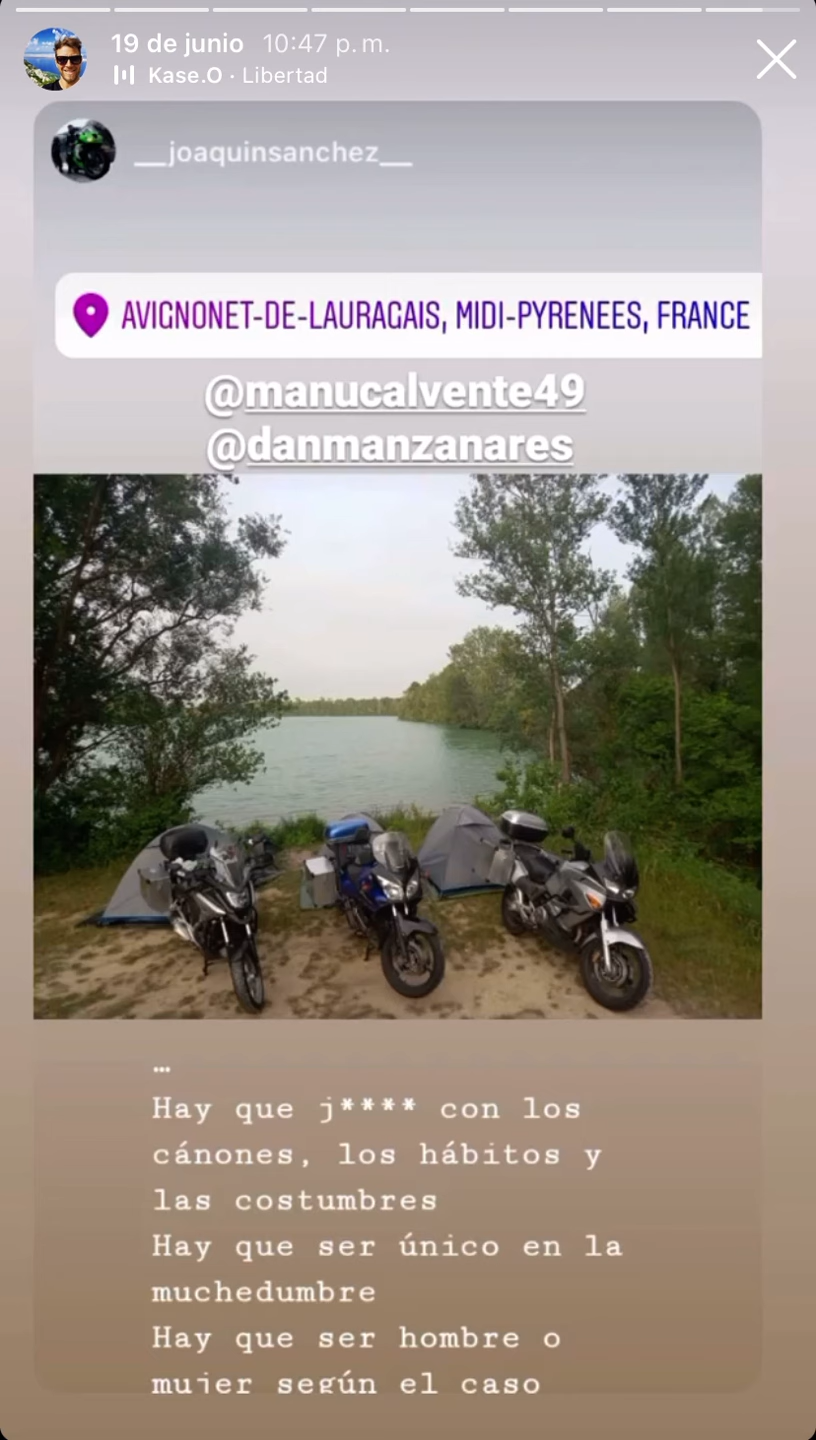 19 de junio 10:47 p. m.
Kase.O · Libertad
__joaquinsanchez__
AVIGNONET-DE-LAURAGAIS, MIDI-PYRENEES, FRANCE
@manucalvente49
@danmanzanares
...
Hay que j**** con los
cánones, los hábitos y
las costumbres
Hay que ser único en la
muchedumbre
Hay que ser hombre o
mujer según el caso